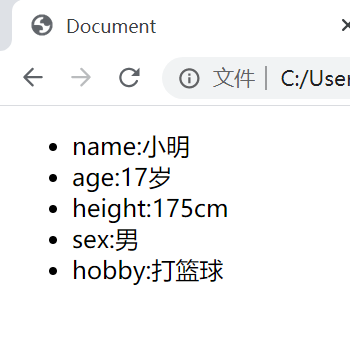 Document
文件 C:/User
name:小明
age:17岁
height:175cm
sex:男
hobby:打篮球